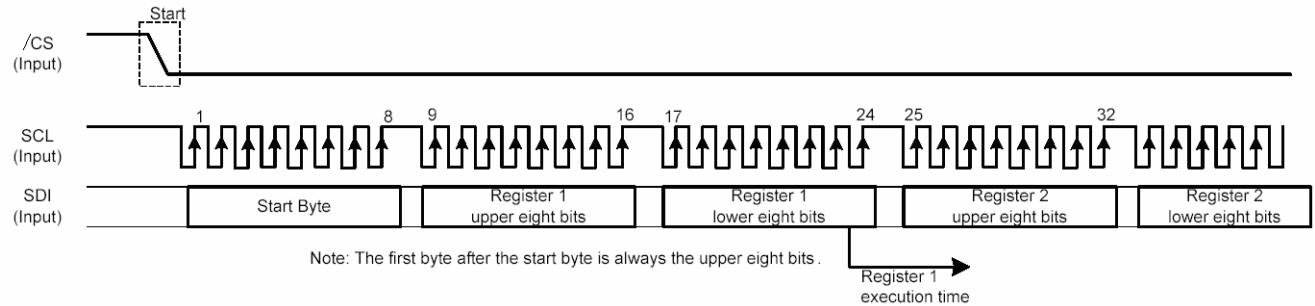 Start
/CS
(Input)
1
8
9
16
17
24
25
32
SCL
(Input)
SDI
(Input)
Start Byte
Register 1
upper eight bits
Register 1
lower eight bits
Register 2
upper eight bits
Register 2
lower eight bits
Note: The first byte after the start byte is always the upper eight bits.
Register 1
execution time